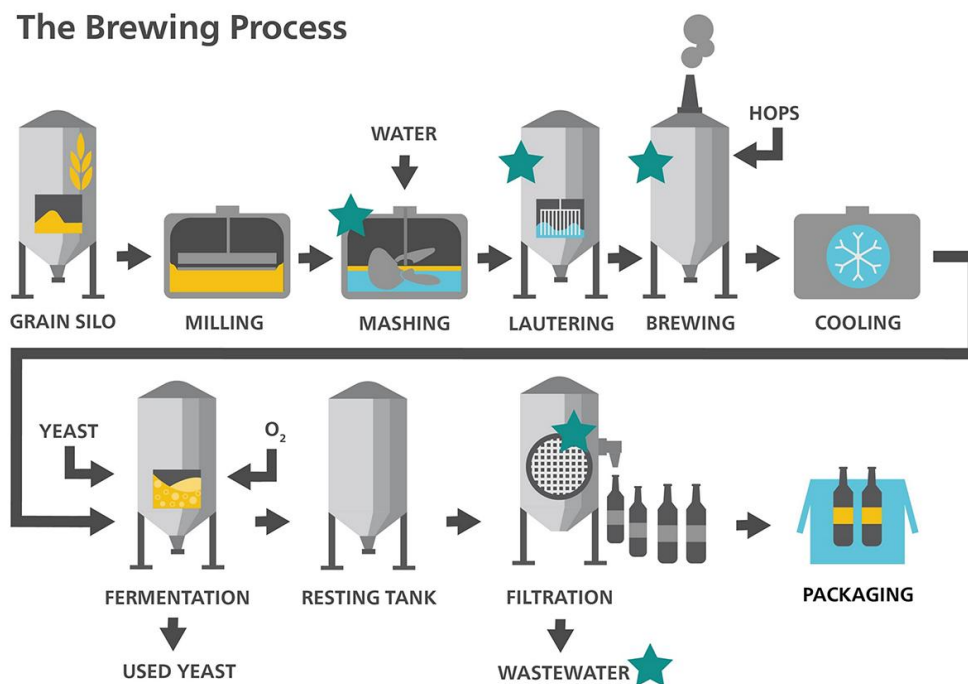 The Brewing Process
WATER
HOPS
GRAIN SILO
MILLING
MASHING
LAUTERING
BREWING
COOLING
YEAST
O₂
FERMENTATION
RESTING TANK
FILTRATION
PACKAGING
USED YEAST
WASTEWATER